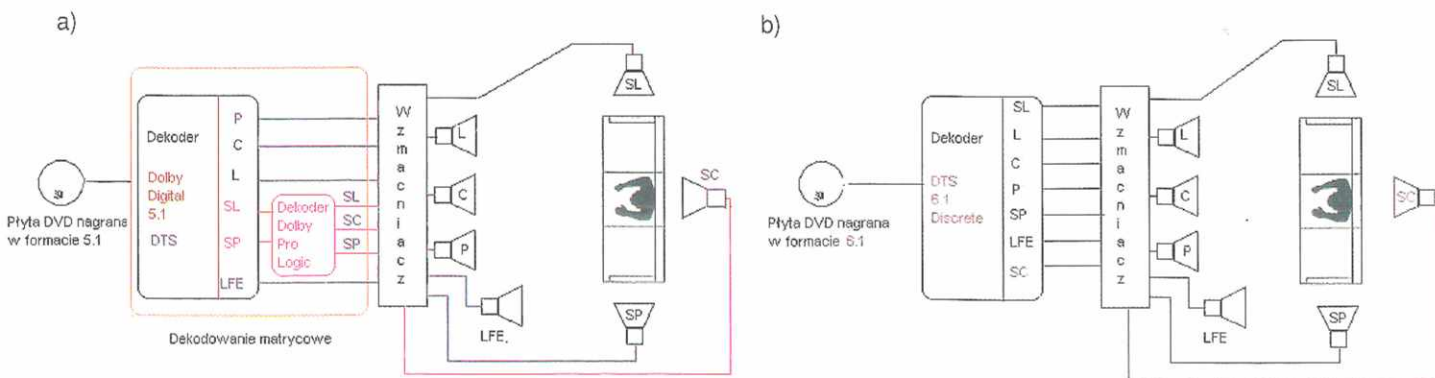 a)
Płyta DVD nagrana
w formacie 5.1
Dekoder
Dolby
Digital
5.1
DTS
P
C
L
SL
SP
LFE
Dekoder
Dolby
Pro
Logic
SL
SC
SP
Dekodowanie matrycowe
Wzmacniacz
L
C
P
LFE.
SL
SP
SC
b)
Płyta DVD nagrana
w formacie 6.1
Dekoder
DTS
6.1
Discrete
SL
L
C
P
SP
LFE
SC
Wzmacniacz
L
C
P
LFE
SL
SP
SC